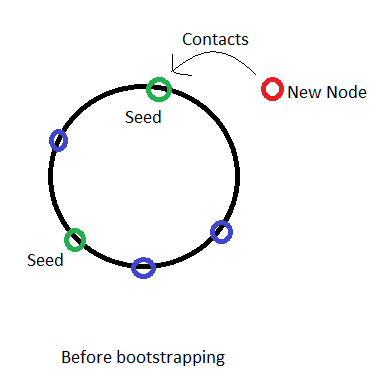 Contacts
New Node
Seed
Seed
Before bootstrapping